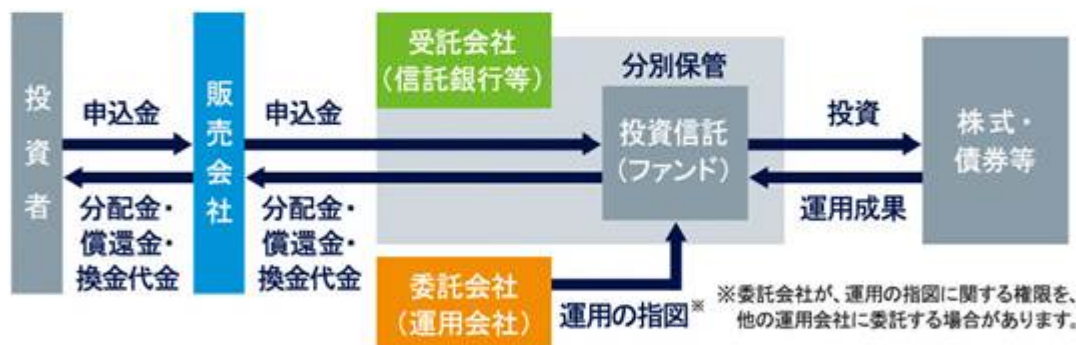 投資者
申込金
分配金・
償還金・
換金代金
販売会社
申込金
分配金・
償還金・
換金代金
受託会社
(信託銀行等)
分別保管
投資信託
(ファンド)
委託会社
(運用会社)
運用の指図※
投資
運用成果
株式・
債券等
※委託会社が、運用の指図に関する権限を、
他の運用会社に委託する場合があります。